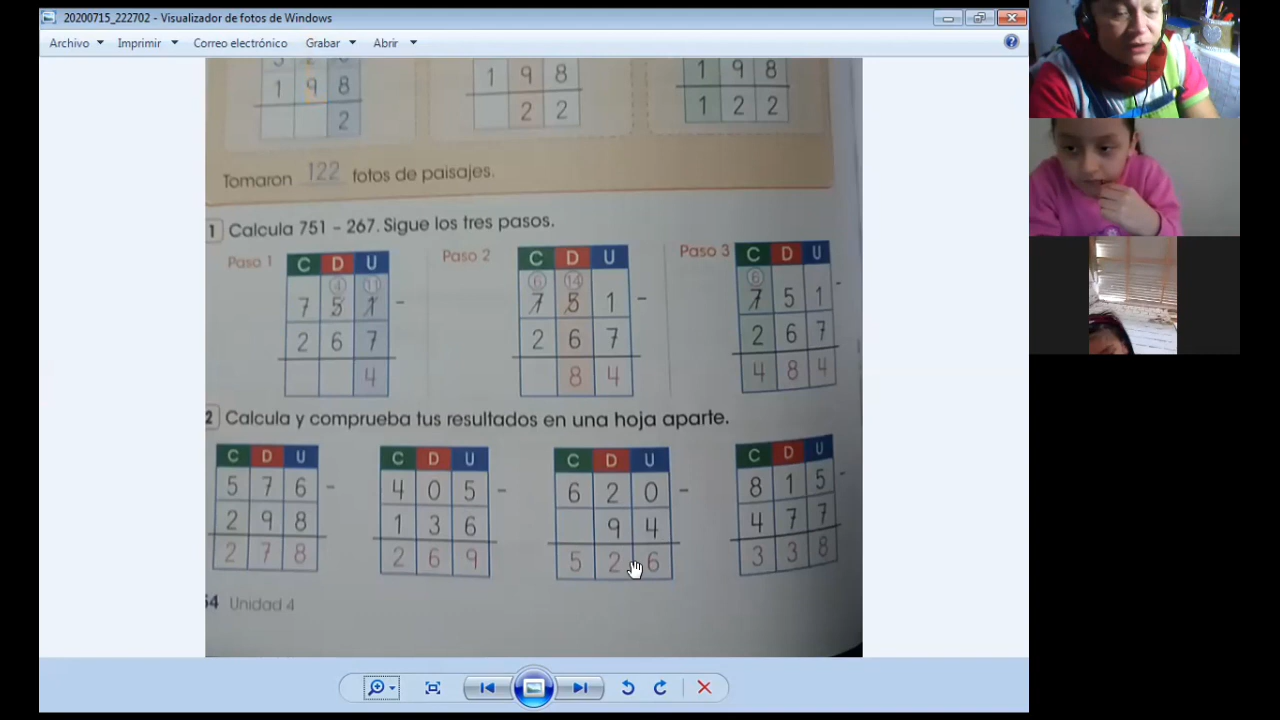 20200715_222702 - Visualizador de fotos de Windows
Archivo Imprimir Correo electrónico Grabar Abrir
1 9 8 1 9 8 1 9 8
2 2 2 1 2 2
Tomaron 122 fotos de paisajes.
1 Calcula 751 - 267. Sigue los tres pasos.
Paso 1
C D U
4 11
7 5 1 -
2 6 7
4
Paso 2
C D U
6 14
7 5 1 -
2 6 7
8 4
Paso 3
C D U
6
7 5 1 -
2 6 7
4 8 4
2 Calcula y comprueba tus resultados en una hoja aparte.
C D U
5 7 6 -
2 9 8
2 7 8
C D U
4 0 5 -
1 3 6
2 6 9
C D U
6 2 0 -
9 4
5 2 6
C D U
8 1 5 -
4 7 7
3 3 8
54 Unidad 4